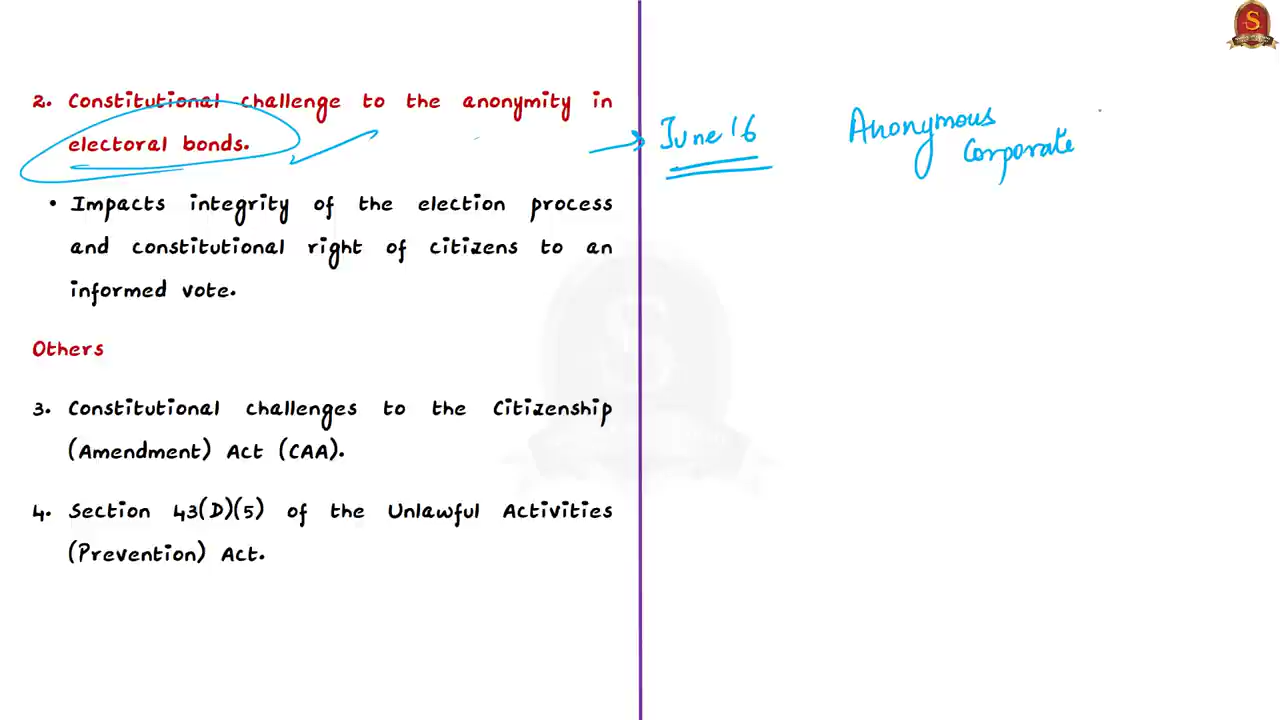 2. Constitutional challenge to the anonymity in
electoral bonds.
• Impacts integrity of the election process
and constitutional right of citizens to an
informed vote.
Others
3. Constitutional challenges to the Citizenship
(Amendment) Act (CAA).
4. Section 43(D)(5) of the Unlawful Activities
(Prevention) Act.
June 16
Anonymous
Corporate
S